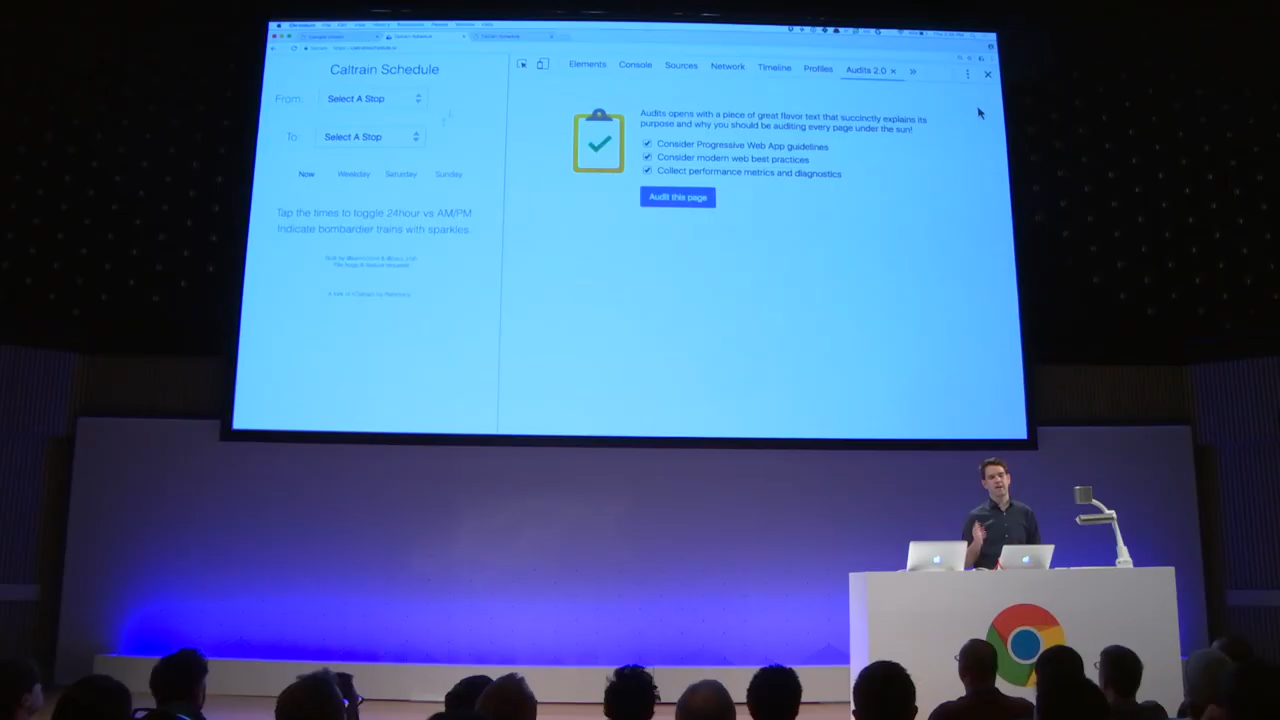 Caltrain Schedule
From: Select A Stop
To: Select A Stop
Now Weekday Saturday Sunday
Tap the times to toggle 24hour vs AM/PM
Indicate bombardier trains with sparkles.
Elements Console Sources Network Timeline Profiles Audits 2.0
Audits opens with a piece of great flavor text that succinctly explains its
purpose and why you should be auditing every page under the sun!
Consider Progressive Web App guidelines
Consider modern web best practices
Collect performance metrics and diagnostics
Audit this page